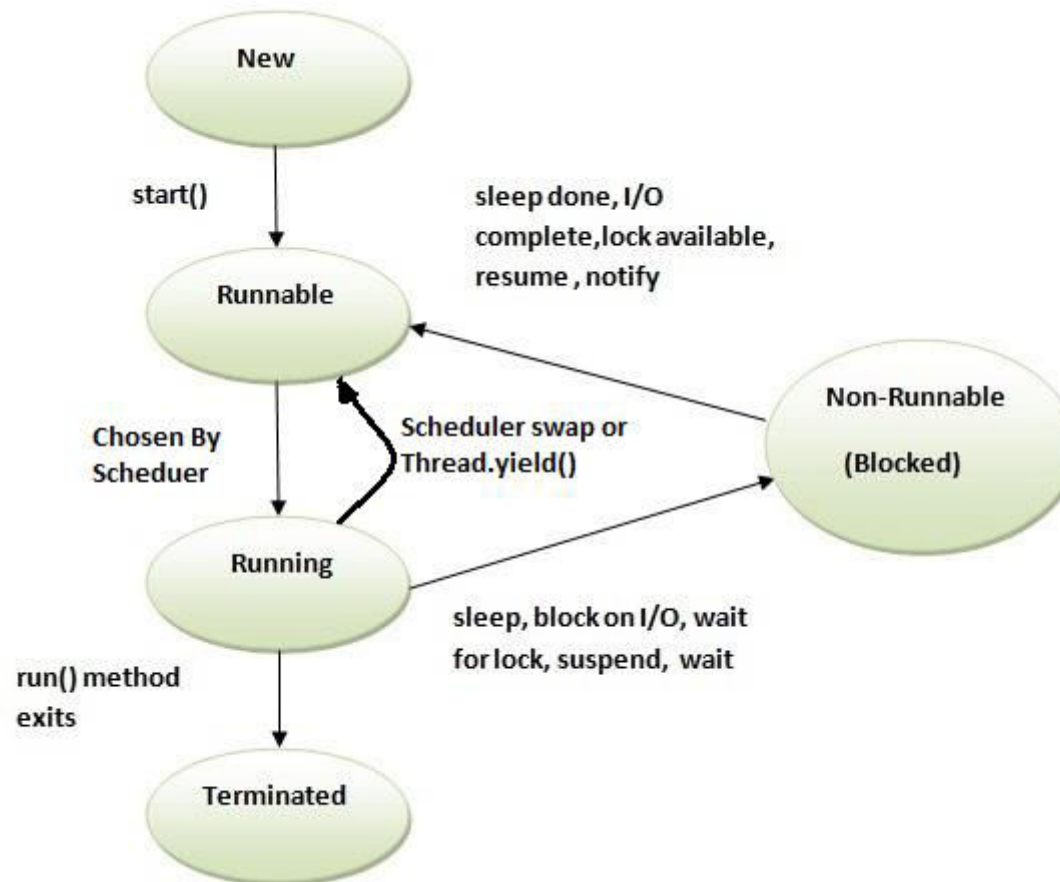 New
start()
sleep done, I/O
complete,lock available,
resume , notify
Runnable
Non-Runnable
(Blocked)
Chosen By
Scheduer
Scheduler swap or
Thread.yield()
Running
sleep, block on I/O, wait
for lock, suspend, wait
run() method
exits
Terminated